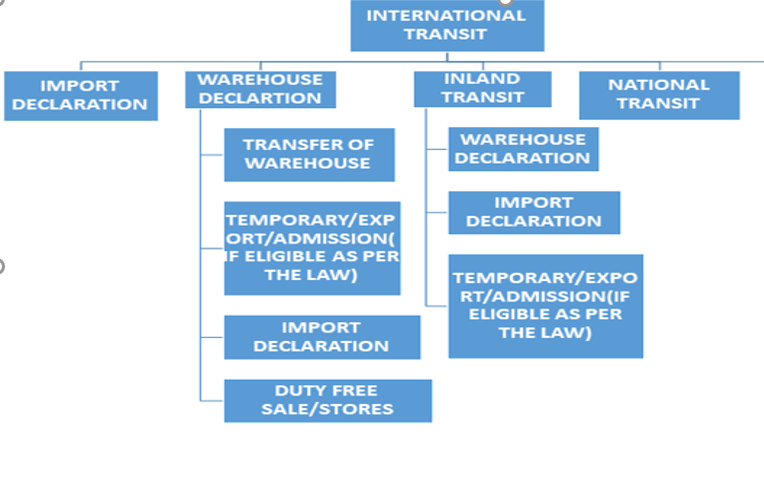 INTERNATIONAL
TRANSIT
IMPORT
DECLARATION
WAREHOUSE
DECLARTION
INLAND
TRANSIT
NATIONAL
TRANSIT
TRANSFER OF
WAREHOUSE
TEMPORARY/EXP
ORT/ADMISSION(
IF ELIGIBLE AS PER
THE LAW)
IMPORT
DECLARATION
DUTY FREE
SALE/STORES
WAREHOUSE
DECLARATION
IMPORT
DECLARATION
TEMPORARY/EXPO
RT/ADMISSION(IF
ELIGIBLE AS PER
THE LAW)